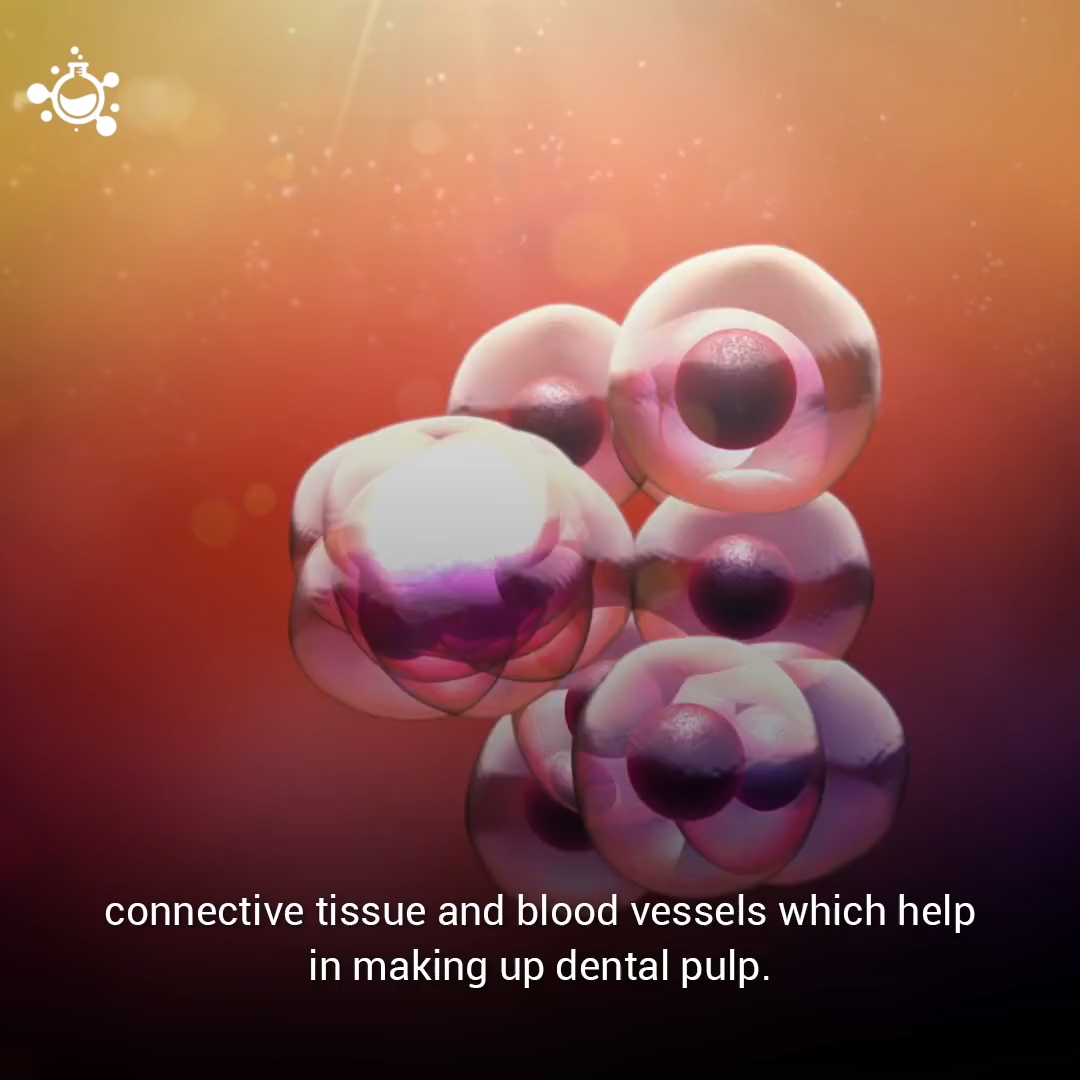 connective tissue and blood vessels which help
in making up dental pulp.